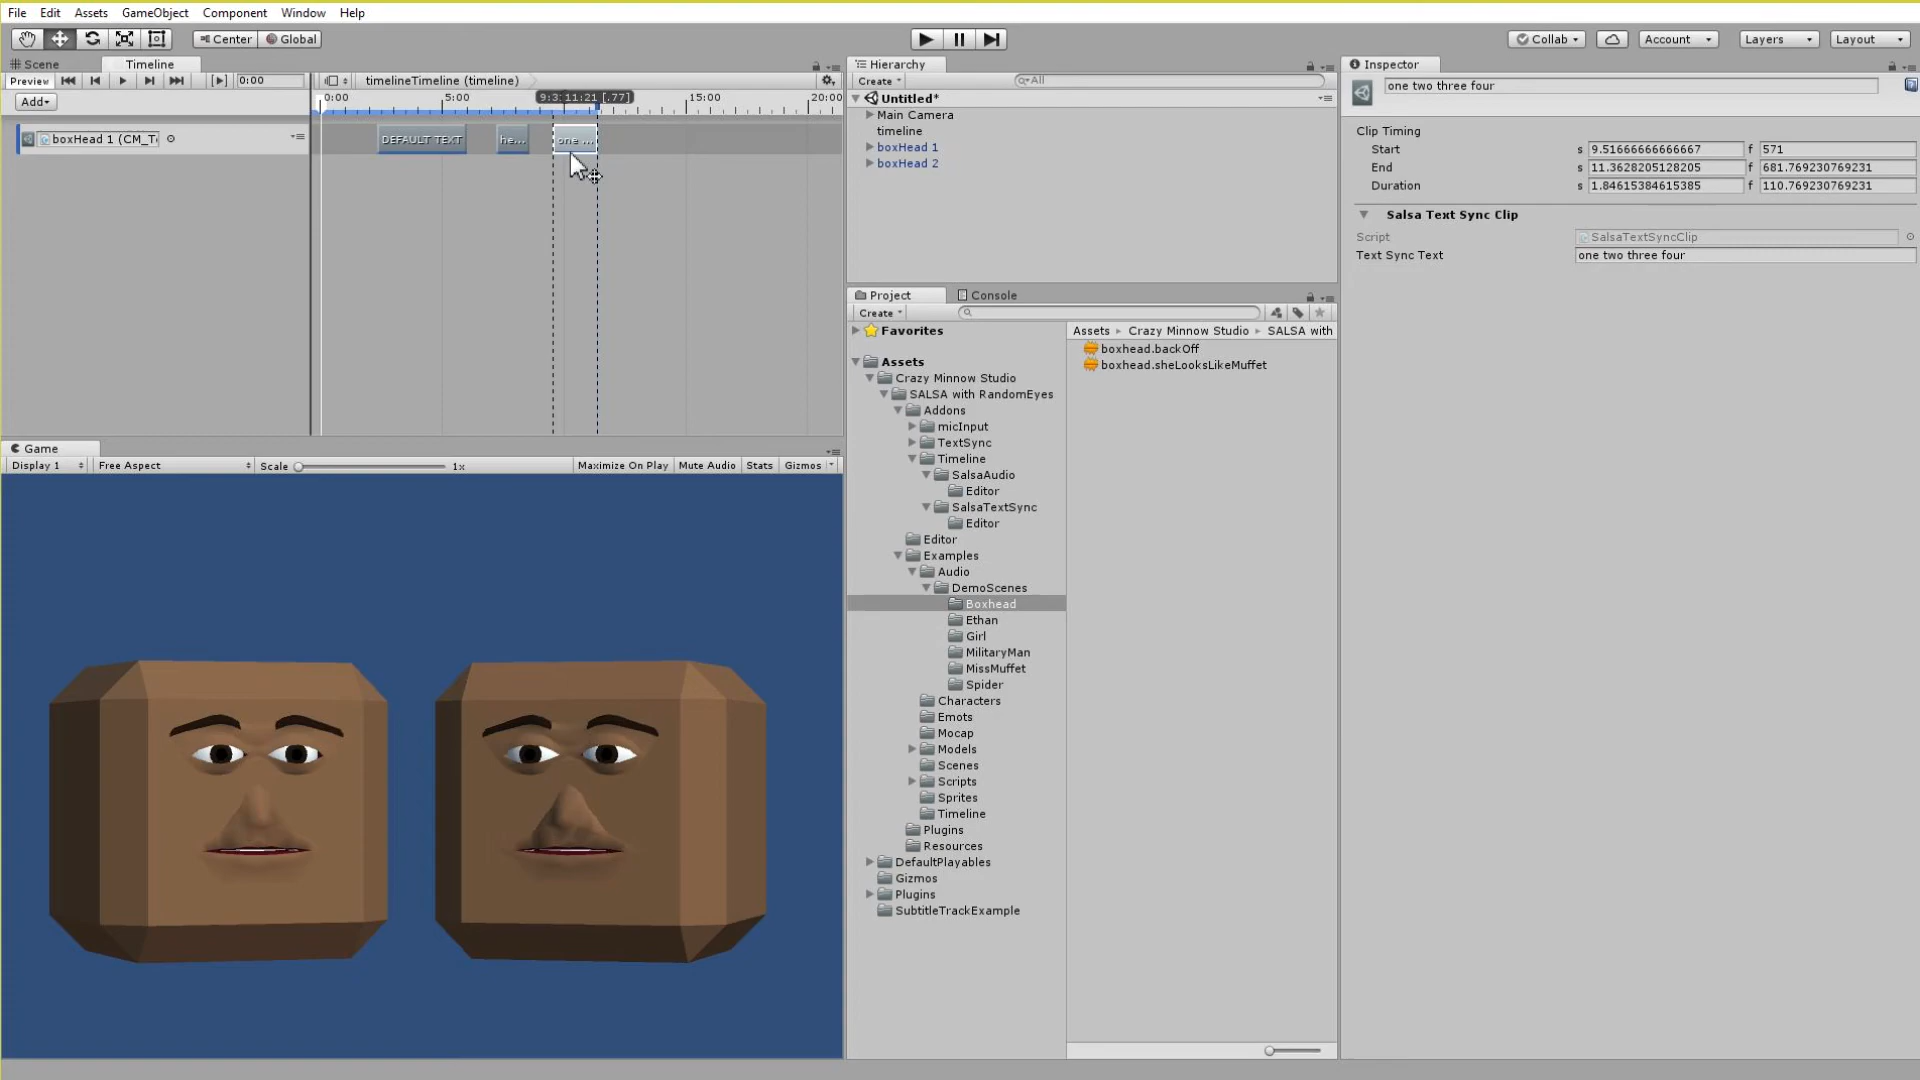 File Edit Assets GameObject Component Window Help
Center Global Collab Account Layers Layout
Scene Timeline
Preview 0:00 timelineTimeline (timeline)
Add 0:00 5:00 9:3 11:21 [.77] 15:00 20:00
boxHead 1 (CM_T DEFAULT TEXT he... one ...
Game
Display 1 Free Aspect Scale 1x Maximize On Play Mute Audio Stats Gizmos
Hierarchy
Create All
Untitled*
Main Camera
timeline
boxHead 1
boxHead 2
Project Console
Create
Favorites
Assets
Crazy Minnow Studio
SALSA with RandomEyes
Addons
micInput
TextSync
Timeline
SalsaAudio
Editor
SalsaTextSync
Editor
Editor
Examples
Audio
DemoScenes
Boxhead
Ethan
Girl
MilitaryMan
MissMuffet
Spider
Characters
Emots
Mocap
Models
Scenes
Scripts
Sprites
Timeline
Plugins
Resources
DefaultPlayables
Gizmos
Plugins
SubtitleTrackExample
Assets Crazy Minnow Studio SALSA with
boxhead.backOff
boxhead.sheLooksLikeMuffet
Inspector
one two three four
Clip Timing
Start s 9.51666666666667 f 571
End s 11.3628205128205 f 681.769230769231
Duration s 1.84615384615385 f 110.769230769231
Salsa Text Sync Clip
Script SalsaTextSyncClip
Text Sync Text one two three four